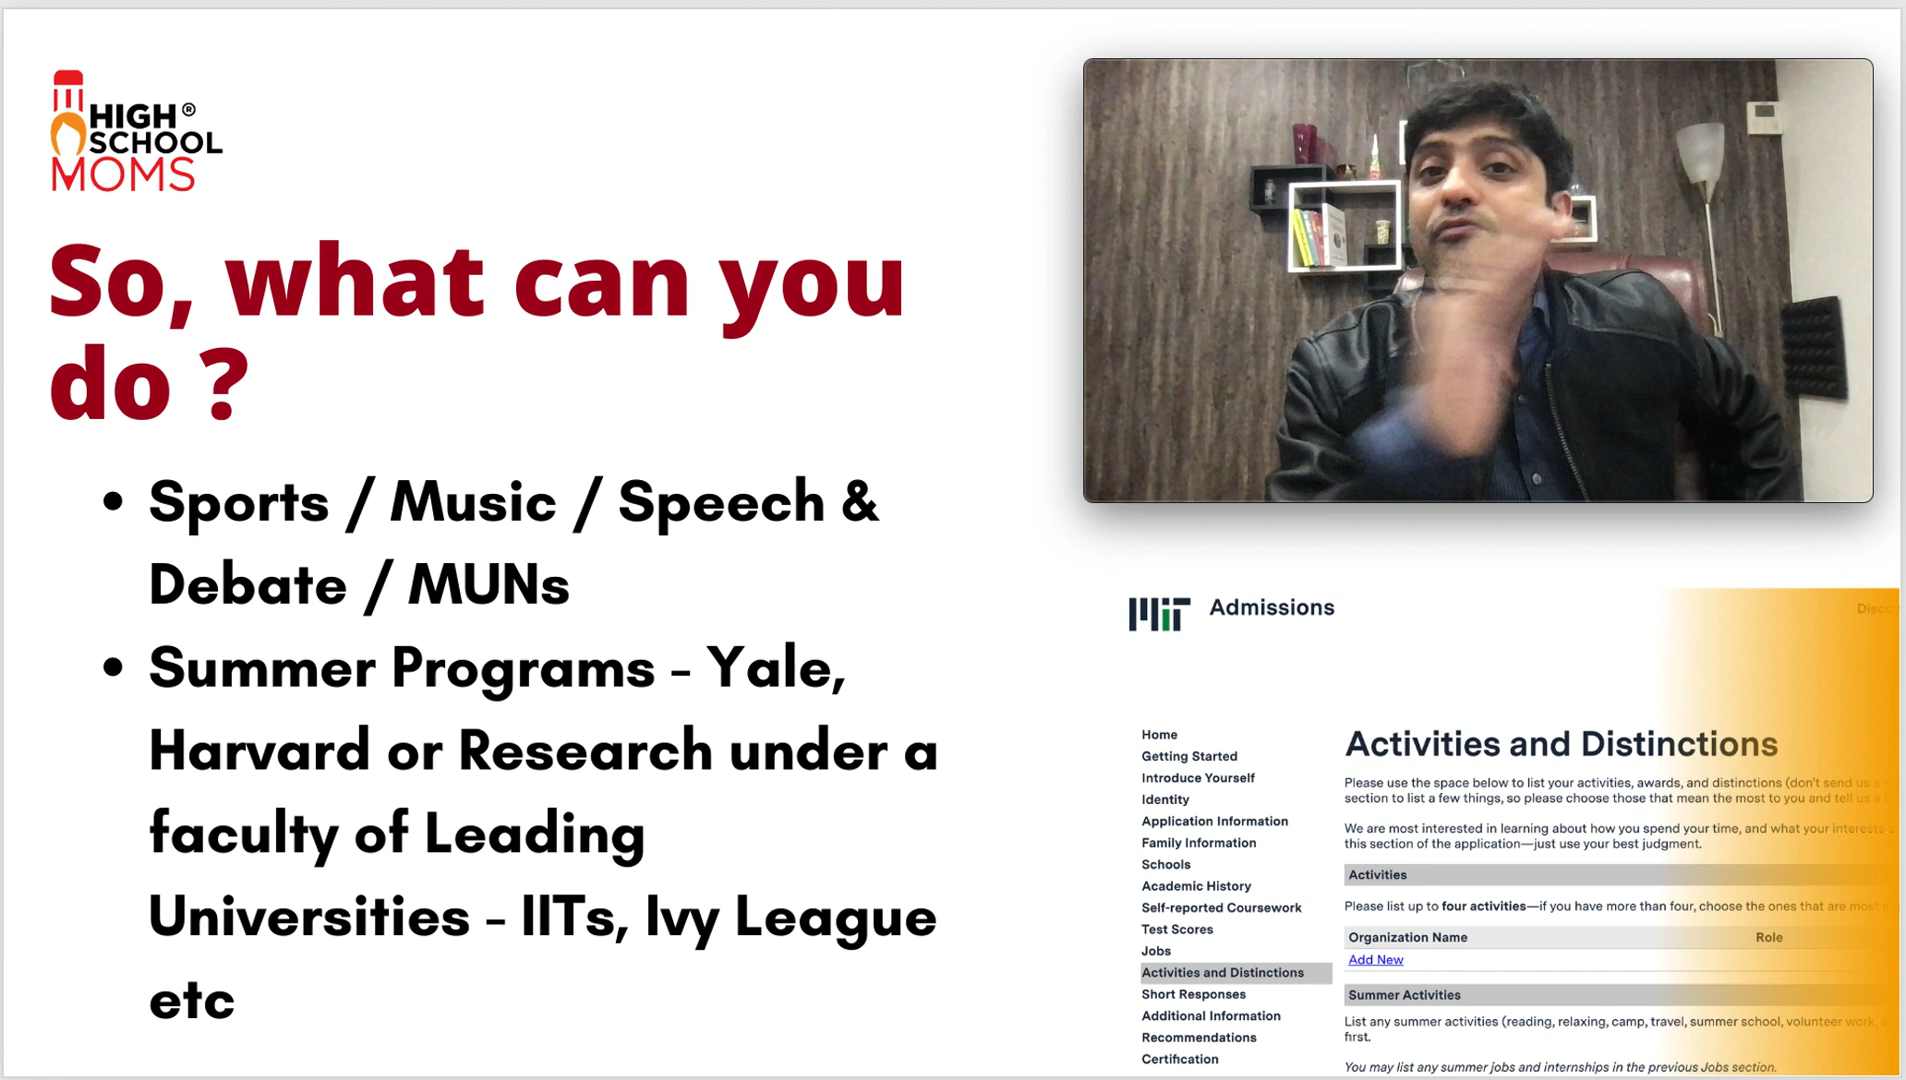 HIGH®
SCHOOL
MOMS
So, what can you
do ?
• Sports / Music / Speech &
Debate / MUNs
• Summer Programs - Yale,
Harvard or Research under a
faculty of Leading
Universities - IITs, Ivy League
etc
MIT Admissions
Home
Getting Started
Introduce Yourself
Identity
Application Information
Family Information
Schools
Academic History
Self-reported Coursework
Test Scores
Jobs
Activities and Distinctions
Short Responses
Additional Information
Recommendations
Certification
Activities and Distinctions
Please use the space below to list your activities, awards, and distinctions (don't send us a
section to list a few things, so please choose those that mean the most to you and tell us a
We are most interested in learning about how you spend your time, and what your interests
this section of the application—just use your best judgment.
Activities
Please list up to four activities—if you have more than four, choose the ones that are most
Organization Name Role
Add New
Summer Activities
List any summer activities (reading, relaxing, camp, travel, summer school, volunteer work,
first.
You may list any summer jobs and internships in the previous Jobs section.